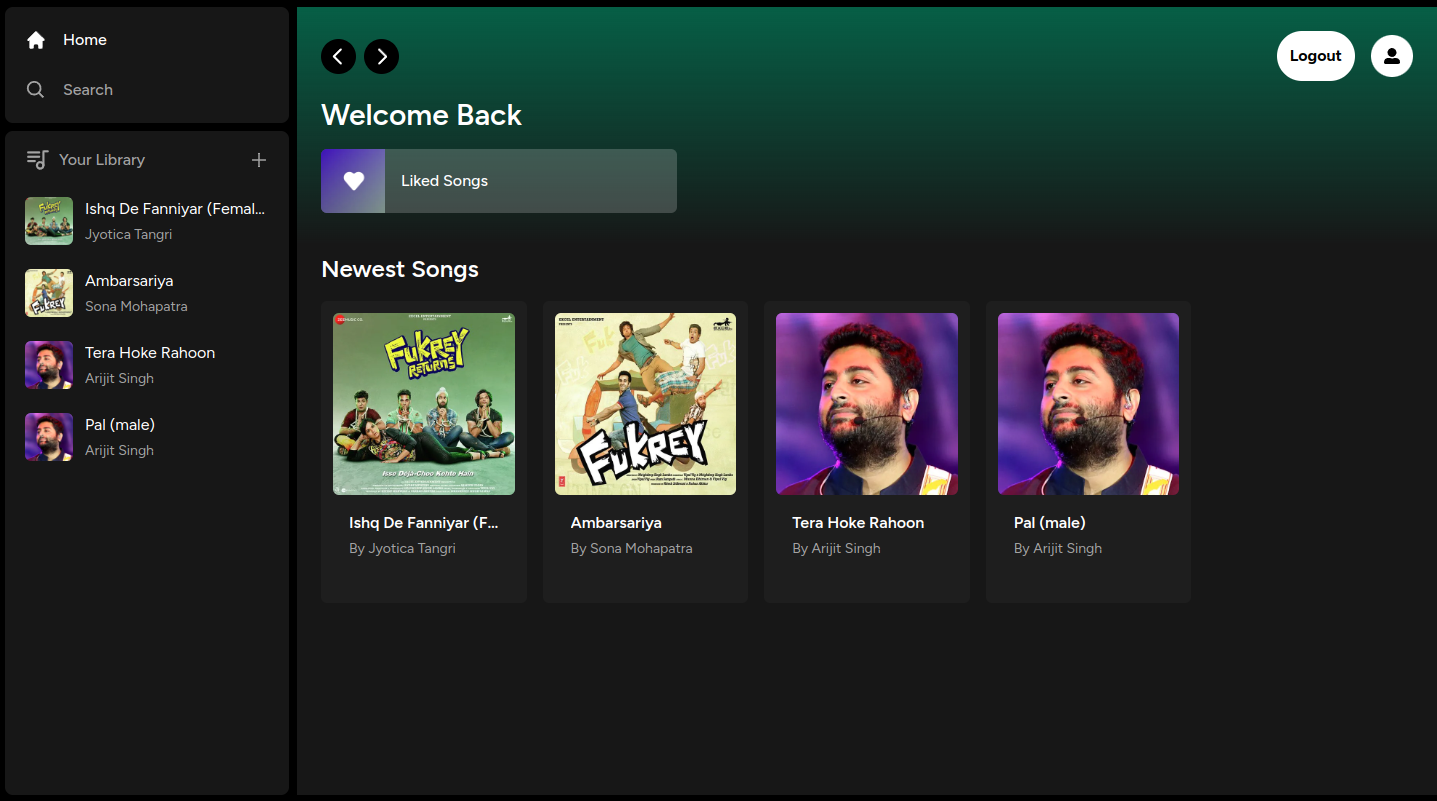 Home
Search
Your Library
Ishq De Fanniyar (Femal...
Jyotica Tangri
Ambarsariya
Sona Mohapatra
Tera Hoke Rahoon
Arijit Singh
Pal (male)
Arijit Singh
Logout
Welcome Back
Liked Songs
Newest Songs
FUKREY
RETURNS
Isse Deja-Choo Kehte Hain
Ishq De Fanniyar (F...
By Jyotica Tangri
EXCEL ENTERTAINMENT
FUKREY
Ambarsariya
By Sona Mohapatra
Tera Hoke Rahoon
By Arijit Singh
Pal (male)
By Arijit Singh